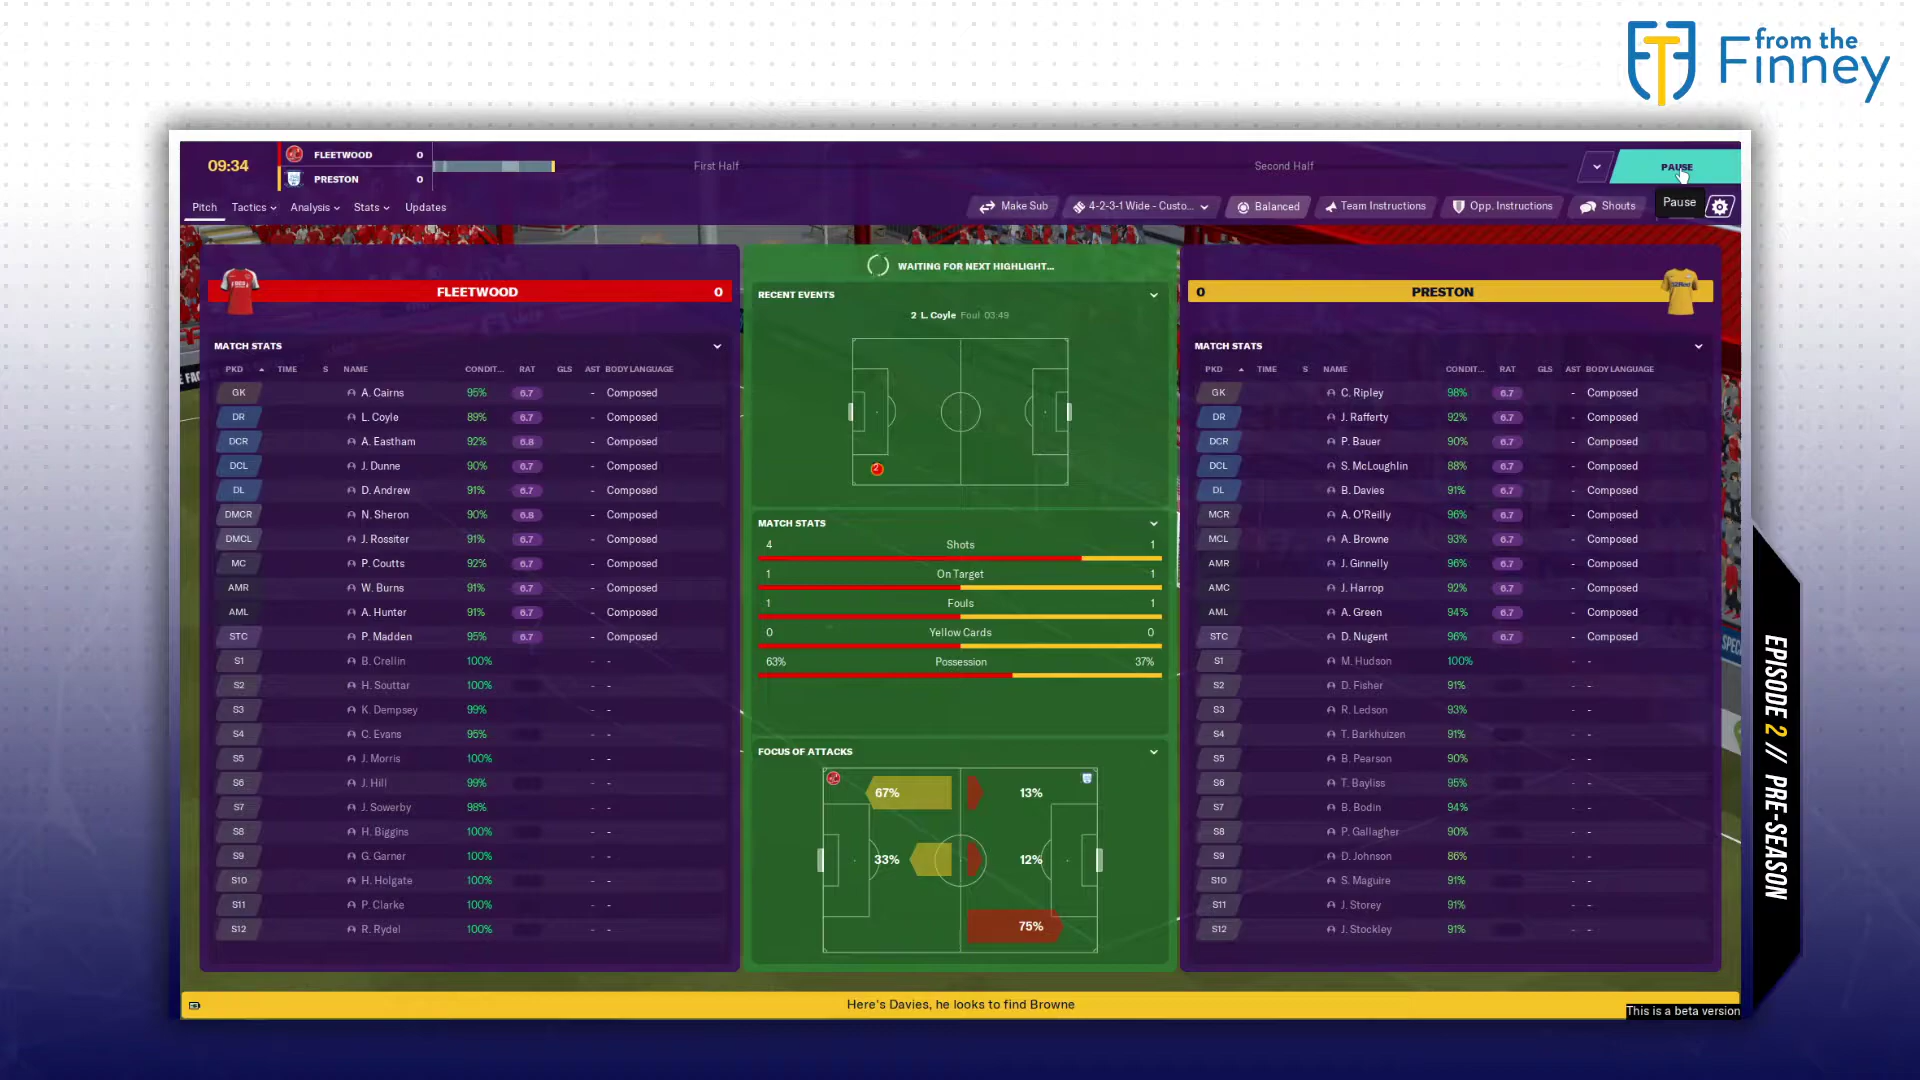 from the
Finney
09:34
FLEETWOOD 0
PRESTON 0
First Half
Second Half
PAUSE
Pitch Tactics Analysis Stats Updates
Make Sub
4-2-3-1 Wide - Custo...
Balanced
Team Instructions
Opp. Instructions
Shouts
Pause
FLEETWOOD 0
MATCH STATS
PKD TIME S NAME CONDIT... RAT GLS AST BODY LANGUAGE
GK A. Cairns 95% 6.7 - Composed
DR L. Coyle 89% 6.7 - Composed
DCR A. Eastham 92% 6.8 - Composed
DCL J. Dunne 90% 6.7 - Composed
DL D. Andrew 91% 6.7 - Composed
DMCR N. Sheron 90% 6.8 - Composed
DMCL J. Rossiter 91% 6.7 - Composed
MC P. Coutts 92% 6.7 - Composed
AMR W. Burns 91% 6.7 - Composed
AML A. Hunter 91% 6.7 - Composed
STC P. Madden 95% 6.7 - Composed
S1 B. Crellin 100% - -
S2 H. Souttar 100% - -
S3 K. Dempsey 99% - -
S4 C. Evans 95% - -
S5 J. Morris 100% - -
S6 J. Hill 99% - -
S7 J. Sowerby 98% - -
S8 H. Biggins 100% - -
S9 G. Garner 100% - -
S10 H. Holgate 100% - -
S11 P. Clarke 100% - -
S12 R. Rydel 100% - -
WAITING FOR NEXT HIGHLIGHT...
RECENT EVENTS
2 L. Coyle Foul 03:49
2
MATCH STATS
4 Shots 1
1 On Target 1
1 Fouls 1
0 Yellow Cards 0
63% Possession 37%
FOCUS OF ATTACKS
67% 13%
33% 12%
75%
0 PRESTON
MATCH STATS
PKD TIME S NAME CONDIT... RAT GLS AST BODY LANGUAGE
GK C. Ripley 98% 6.7 - Composed
DR J. Rafferty 92% 6.7 - Composed
DCR P. Bauer 90% 6.7 - Composed
DCL S. McLoughlin 88% 6.7 - Composed
DL B. Davies 91% 6.7 - Composed
MCR A. O'Reilly 96% 6.7 - Composed
MCL A. Browne 93% 6.7 - Composed
AMR J. Ginnelly 96% 6.7 - Composed
AMC J. Harrop 92% 6.7 - Composed
AML A. Green 94% 6.7 - Composed
STC D. Nugent 96% 6.7 - Composed
S1 M. Hudson 100% - -
S2 D. Fisher 91% - -
S3 R. Ledson 93% - -
S4 T. Barkhuizen 91% - -
S5 B. Pearson 90% - -
S6 T. Bayliss 95% - -
S7 B. Bodin 94% - -
S8 P. Gallagher 90% - -
S9 D. Johnson 86% - -
S10 S. Maguire 91% - -
S11 J. Storey 91% - -
S12 J. Stockley 91% - -
Here's Davies, he looks to find Browne
This is a beta version
EPISODE 2 // PRE-SEASON